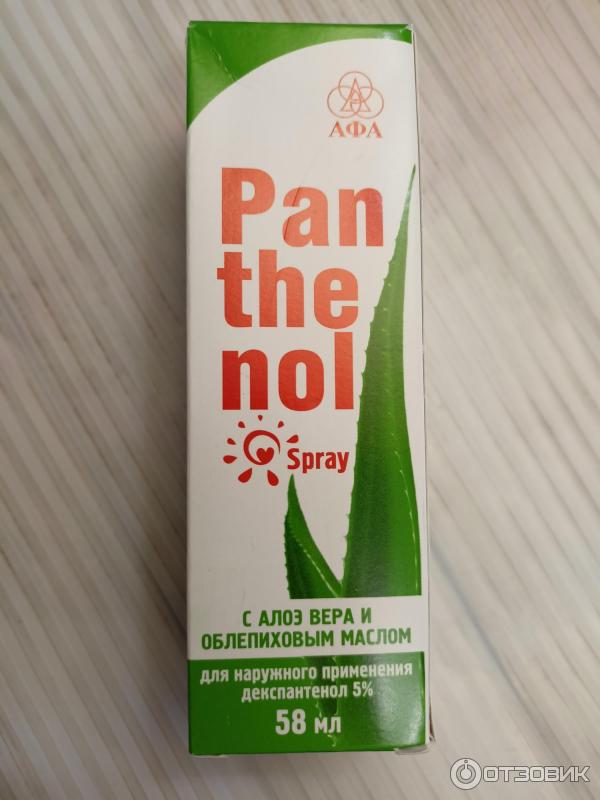 АФА
Pan
the
nol
Spray
С АЛОЭ ВЕРА И
ОБЛЕПИХОВЫМ МАСЛОМ
для наружного применения
декспантенол 5%
58 мл
ОТЗОВИК